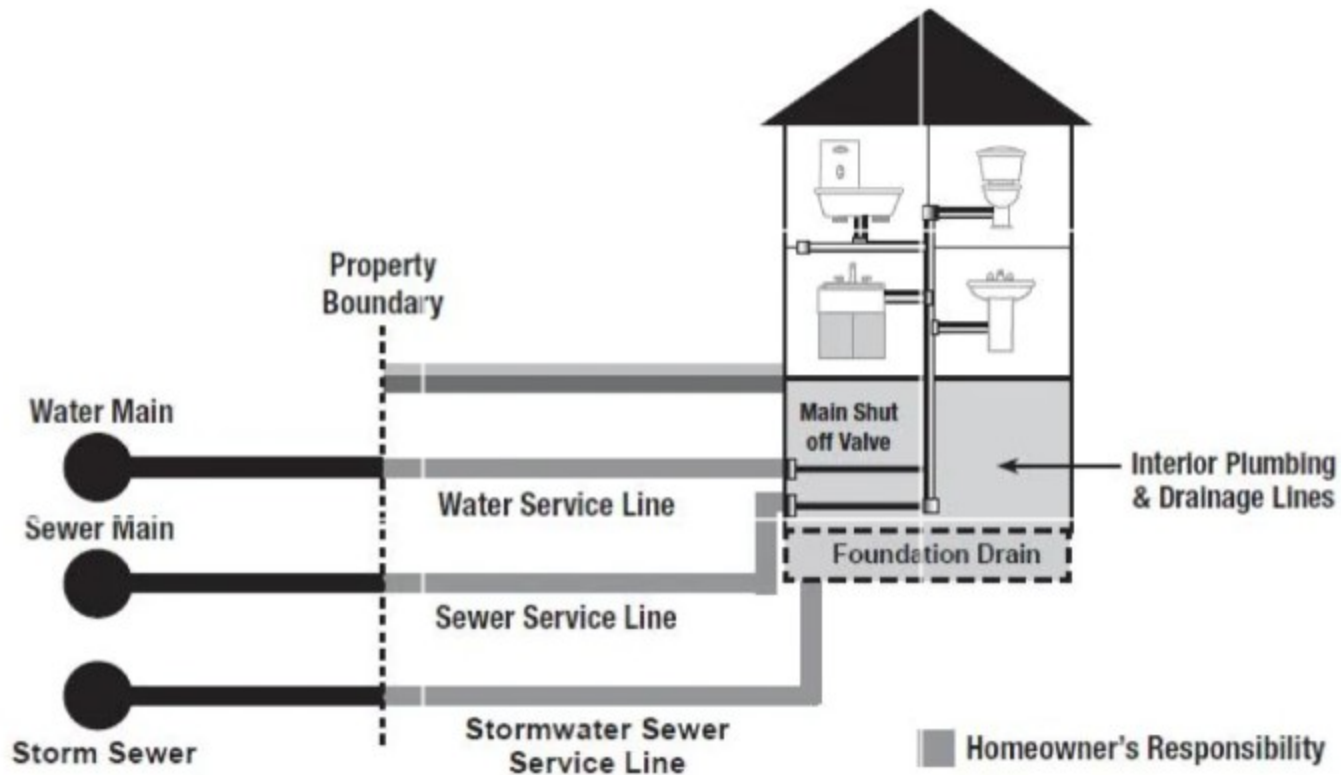 Property
Boundary
Water Main
Main Shut
off Valve
Interior Plumbing
& Drainage Lines
Water Service Line
Sewer Main
Foundation Drain
Sewer Service Line
Stormwater Sewer
Service Line
Storm Sewer
Homeowner's Responsibility